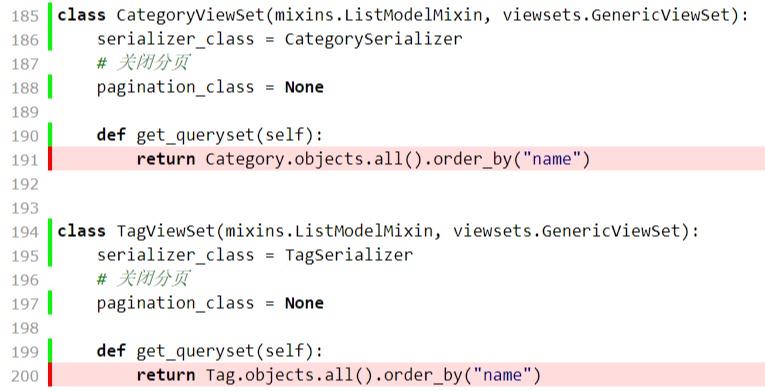 185 class CategoryViewSet(mixins.ListModelMixin, viewsets.GenericViewSet):
186     serializer_class = CategorySerializer
187     # 关闭分页
188     pagination_class = None
189
190     def get_queryset(self):
191         return Category.objects.all().order_by("name")
192
193
194 class TagViewSet(mixins.ListModelMixin, viewsets.GenericViewSet):
195     serializer_class = TagSerializer
196     # 关闭分页
197     pagination_class = None
198
199     def get_queryset(self):
200         return Tag.objects.all().order_by("name")